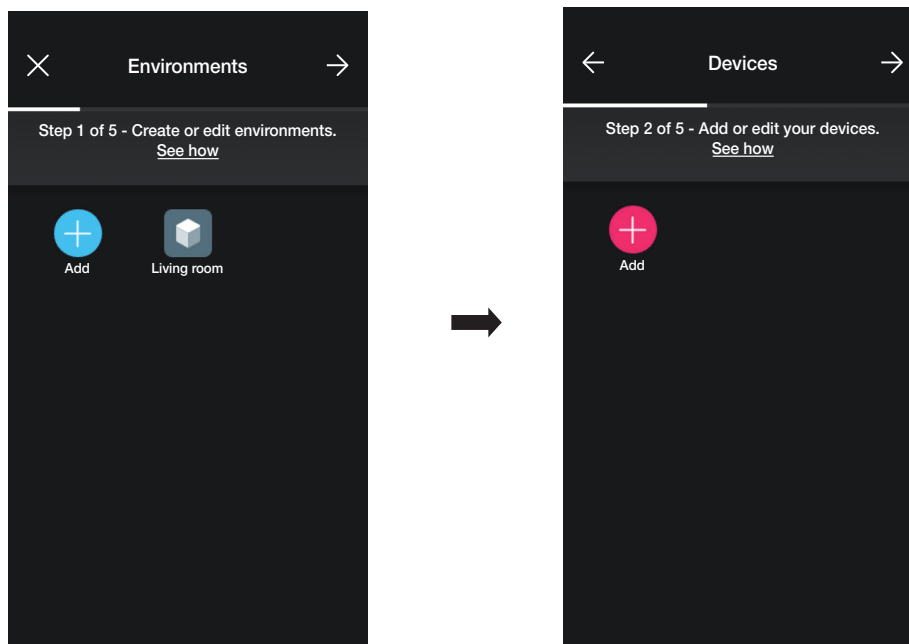 Environments
Step 1 of 5 - Create or edit environments.
See how
Add
Living room
Devices
Step 2 of 5 - Add or edit your devices.
See how
Add